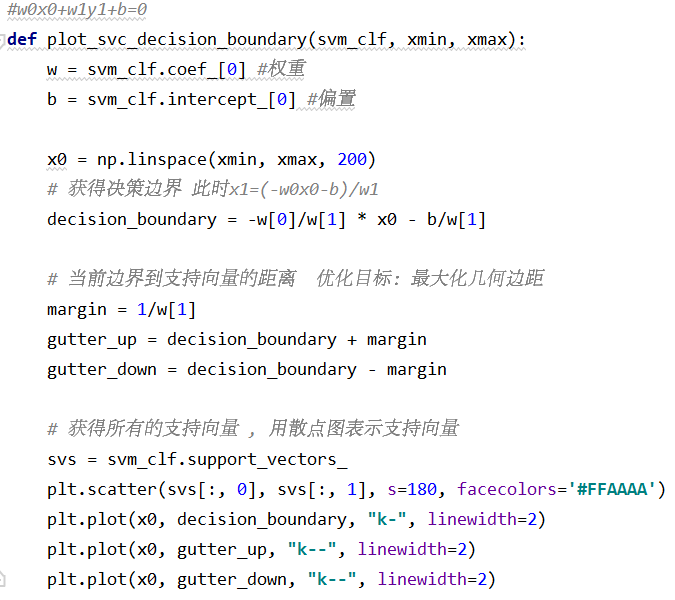 #w0x0+w1y1+b=0
def plot_svc_decision_boundary(svm_clf, xmin, xmax):
    w = svm_clf.coef_[0] #权重
    b = svm_clf.intercept_[0] #偏置
    x0 = np.linspace(xmin, xmax, 200)
    # 获得决策边界 此时x1=(-w0x0-b)/w1
    decision_boundary = -w[0]/w[1] * x0 - b/w[1]
    # 当前边界到支持向量的距离  优化目标: 最大化几何边距
    margin = 1/w[1]
    gutter_up = decision_boundary + margin
    gutter_down = decision_boundary - margin
    # 获得所有的支持向量 , 用散点图表示支持向量
    svs = svm_clf.support_vectors_
    plt.scatter(svs[:, 0], svs[:, 1], s=180, facecolors='#FFAAAA')
    plt.plot(x0, decision_boundary, "k-", linewidth=2)
    plt.plot(x0, gutter_up, "k--", linewidth=2)
    plt.plot(x0, gutter_down, "k--", linewidth=2)